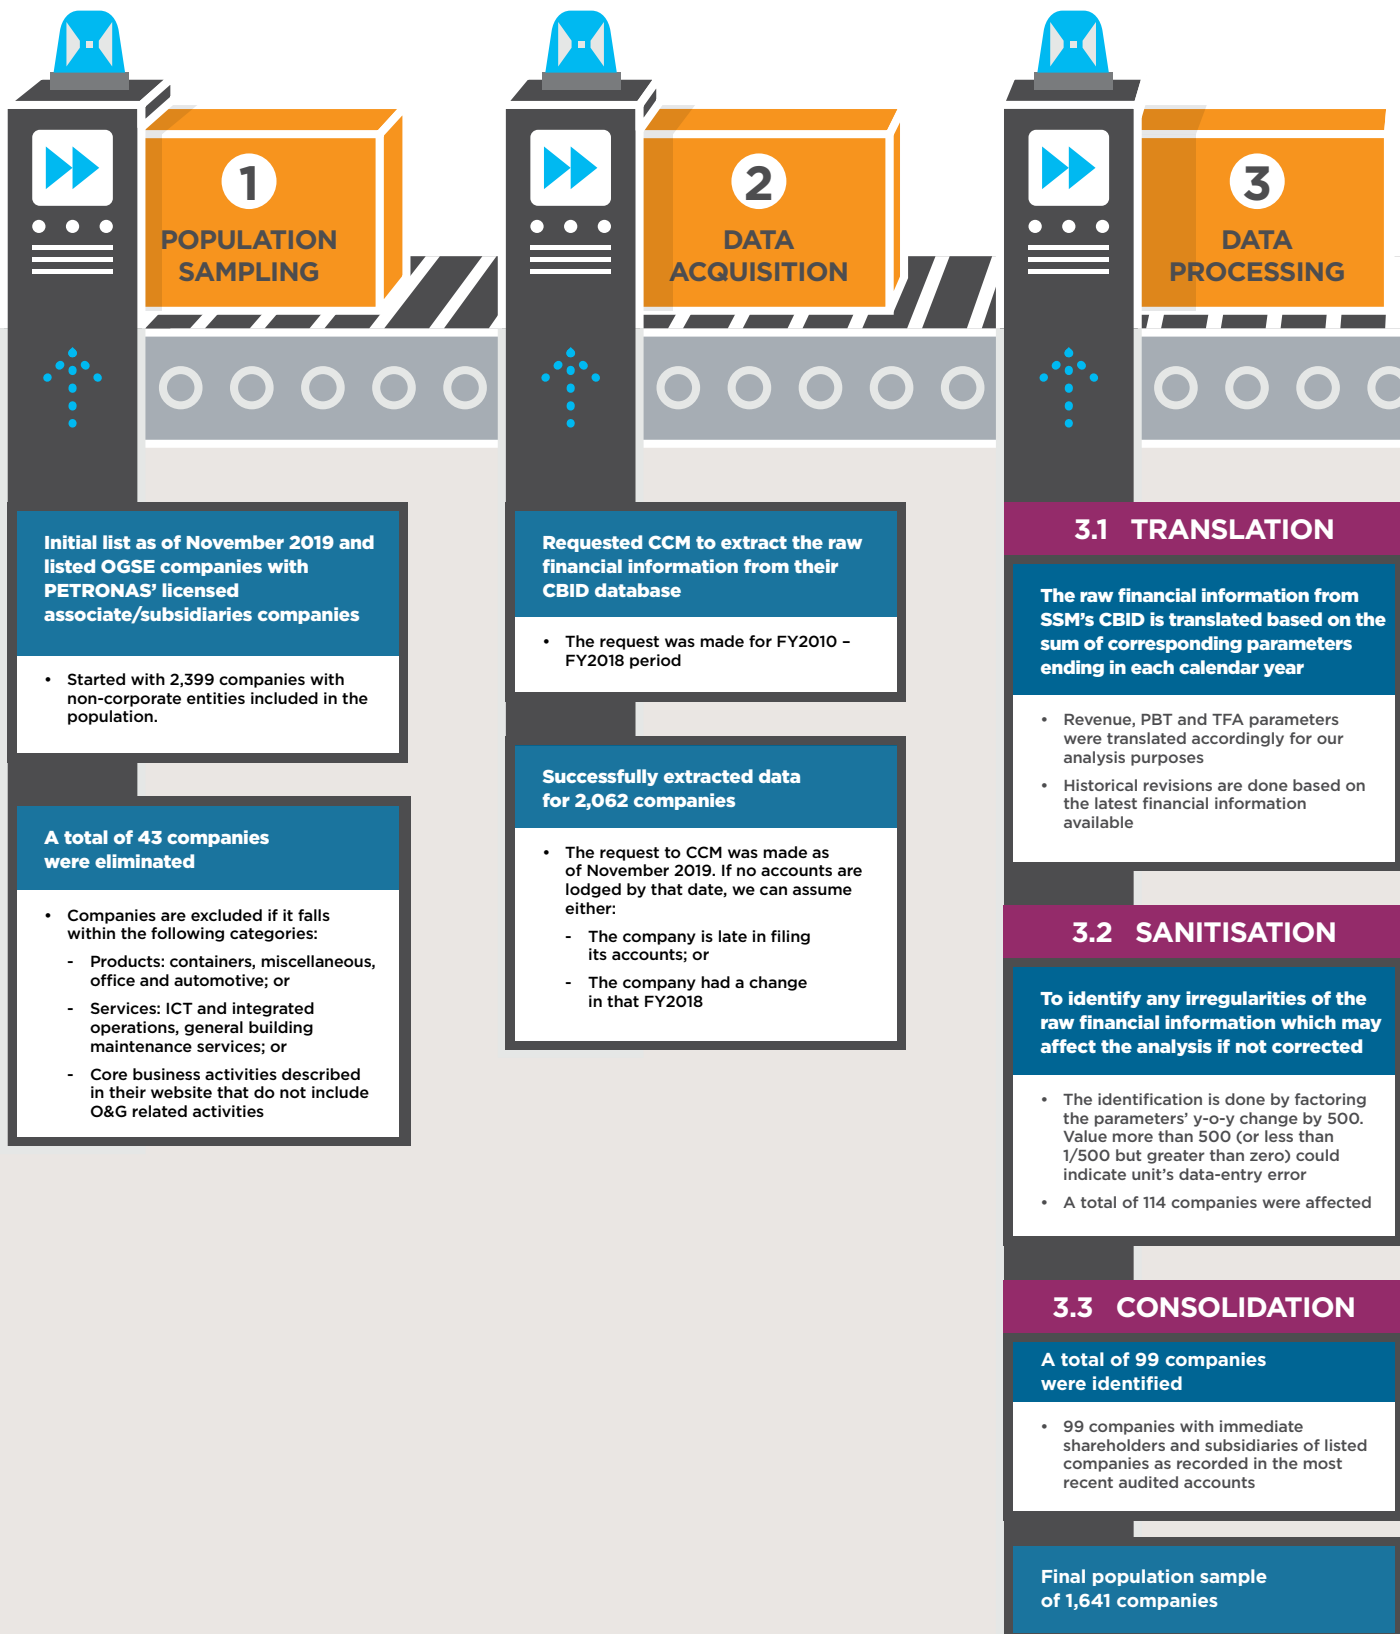 1
POPULATION
SAMPLING
Initial list as of November 2019 and
listed OGSE companies with
PETRONAS’ licensed
associate/subsidiaries companies
• Started with 2,399 companies with
non-corporate entities included in the
population.
A total of 43 companies
were eliminated
• Companies are excluded if it falls
within the following categories:
- Products: containers, miscellaneous,
office and automotive; or
- Services: ICT and integrated
operations, general building
maintenance services; or
- Core business activities described
in their website that do not include
O&G related activities
2
DATA
ACQUISITION
Requested CCM to extract the raw
financial information from their
CBID database
• The request was made for FY2010 –
FY2018 period
Successfully extracted data
for 2,062 companies
• The request to CCM was made as
of November 2019. If no accounts are
lodged by that date, we can assume
either:
- The company is late in filing
its accounts; or
- The company had a change
in that FY2018
3
DATA
PROCESSING
3.1 TRANSLATION
The raw financial information from
SSM’s CBID is translated based on the
sum of corresponding parameters
ending in each calendar year
• Revenue, PBT and TFA parameters
were translated accordingly for our
analysis purposes
• Historical revisions are done based on
the latest financial information
available
3.2 SANITISATION
To identify any irregularities of the
raw financial information which may
affect the analysis if not corrected
• The identification is done by factoring
the parameters’ y-o-y change by 500.
Value more than 500 (or less than
1/500 but greater than zero) could
indicate unit’s data-entry error
• A total of 114 companies were affected
3.3 CONSOLIDATION
A total of 99 companies
were identified
• 99 companies with immediate
shareholders and subsidiaries of listed
companies as recorded in the most
recent audited accounts
Final population sample
of 1,641 companies